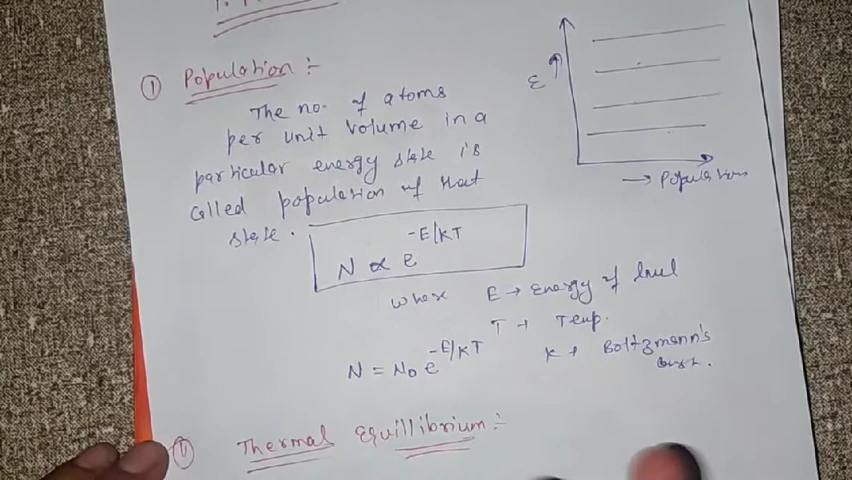 ① Population :-
The no. of atoms
per unit volume in a
particular energy state is
called population of that
state.
N ∝ e^-E/KT
where E → energy of level
T → Temp.
N = N₀ e^-E/KT
K → Boltzmann's
const.
E ↑
→ Population
② Thermal Equillibrium :-